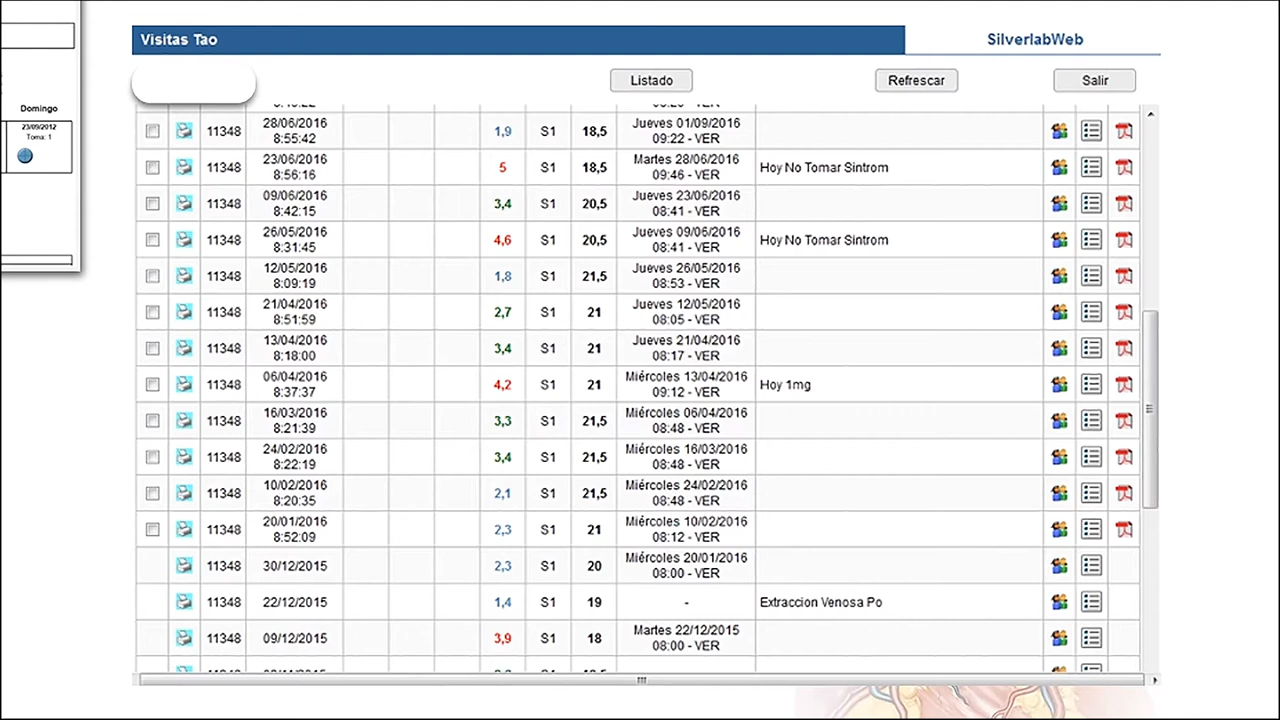 Domingo
23/09/2012
Toma: 1
Visitas Tao
SilverlabWeb
Listado
Refrescar
Salir
11348 28/06/2016 8:55:42 1,9 S1 18,5 Jueves 01/09/2016 09:22 - VER
11348 23/06/2016 8:56:16 5 S1 18,5 Martes 28/06/2016 09:46 - VER Hoy No Tomar Sintrom
11348 09/06/2016 8:42:15 3,4 S1 20,5 Jueves 23/06/2016 08:41 - VER
11348 26/05/2016 8:31:45 4,6 S1 20,5 Jueves 09/06/2016 08:41 - VER Hoy No Tomar Sintrom
11348 12/05/2016 8:09:19 1,8 S1 21,5 Jueves 26/05/2016 08:53 - VER
11348 21/04/2016 8:51:59 2,7 S1 21 Jueves 12/05/2016 08:05 - VER
11348 13/04/2016 8:18:00 3,4 S1 21 Jueves 21/04/2016 08:17 - VER
11348 06/04/2016 8:37:37 4,2 S1 21 Miércoles 13/04/2016 09:12 - VER Hoy 1mg
11348 16/03/2016 8:21:39 3,3 S1 21,5 Miércoles 06/04/2016 08:48 - VER
11348 24/02/2016 8:22:19 3,4 S1 21,5 Miércoles 16/03/2016 08:48 - VER
11348 10/02/2016 8:20:35 2,1 S1 21,5 Miércoles 24/02/2016 08:48 - VER
11348 20/01/2016 8:52:09 2,3 S1 21 Miércoles 10/02/2016 08:12 - VER
11348 30/12/2015 2,3 S1 20 Miércoles 20/01/2016 08:00 - VER
11348 22/12/2015 1,4 S1 19 - Extraccion Venosa Po
11348 09/12/2015 3,9 S1 18 Martes 22/12/2015 08:00 - VER